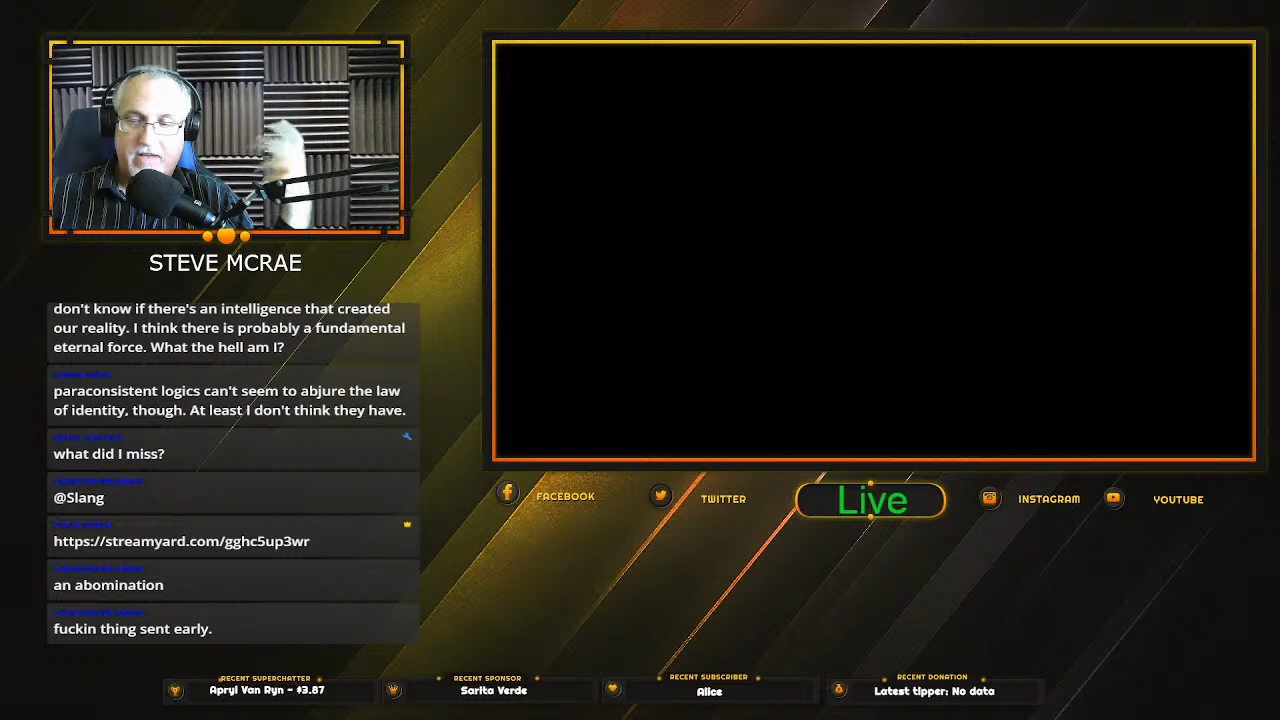 STEVE MCRAE
don't know if there's an intelligence that created
our reality. I think there is probably a fundamental
eternal force. What the hell am I?
paraconsistent logics can't seem to abjure the law
of identity, though. At least I don't think they have.
what did I miss?
@Slang
https://streamyard.com/gghc5up3wr
an abomination
fuckin thing sent early.
FACEBOOK
TWITTER
Live
INSTAGRAM
YOUTUBE
RECENT SUPERCHATTER
Apryl Van Ryn - $3.87
RECENT SPONSOR
Sarita Verde
RECENT SUBSCRIBER
Alice
RECENT DONATION
Latest tipper: No data